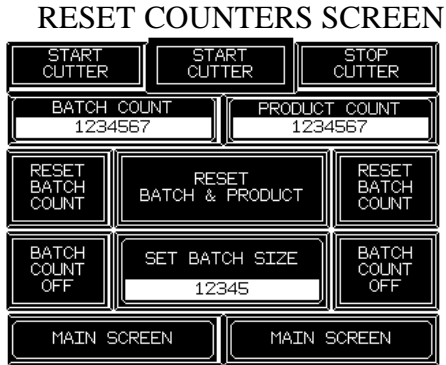 RESET COUNTERS SCREEN
START
CUTTER
START
CUTTER
STOP
CUTTER
BATCH COUNT
1234567
PRODUCT COUNT
1234567
RESET
BATCH
COUNT
RESET
BATCH & PRODUCT
RESET
BATCH
COUNT
BATCH
COUNT
OFF
SET BATCH SIZE
12345
BATCH
COUNT
OFF
MAIN SCREEN
MAIN SCREEN